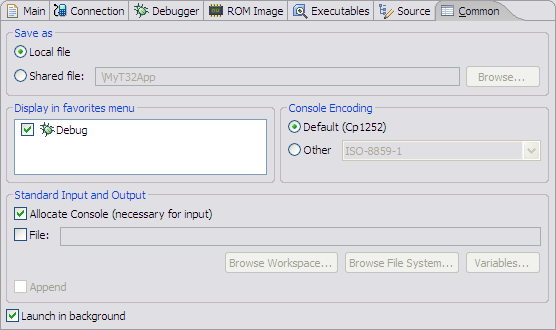 Main Connection Debugger ROM Image Executables Source Common
Save as
Local file
Shared file: \MyT32App Browse...
Display in favorites menu
Debug
Console Encoding
Default (Cp1252)
Other ISO-8859-1
Standard Input and Output
Allocate Console (necessary for input)
File:
Browse Workspace... Browse File System... Variables...
Append
Launch in background